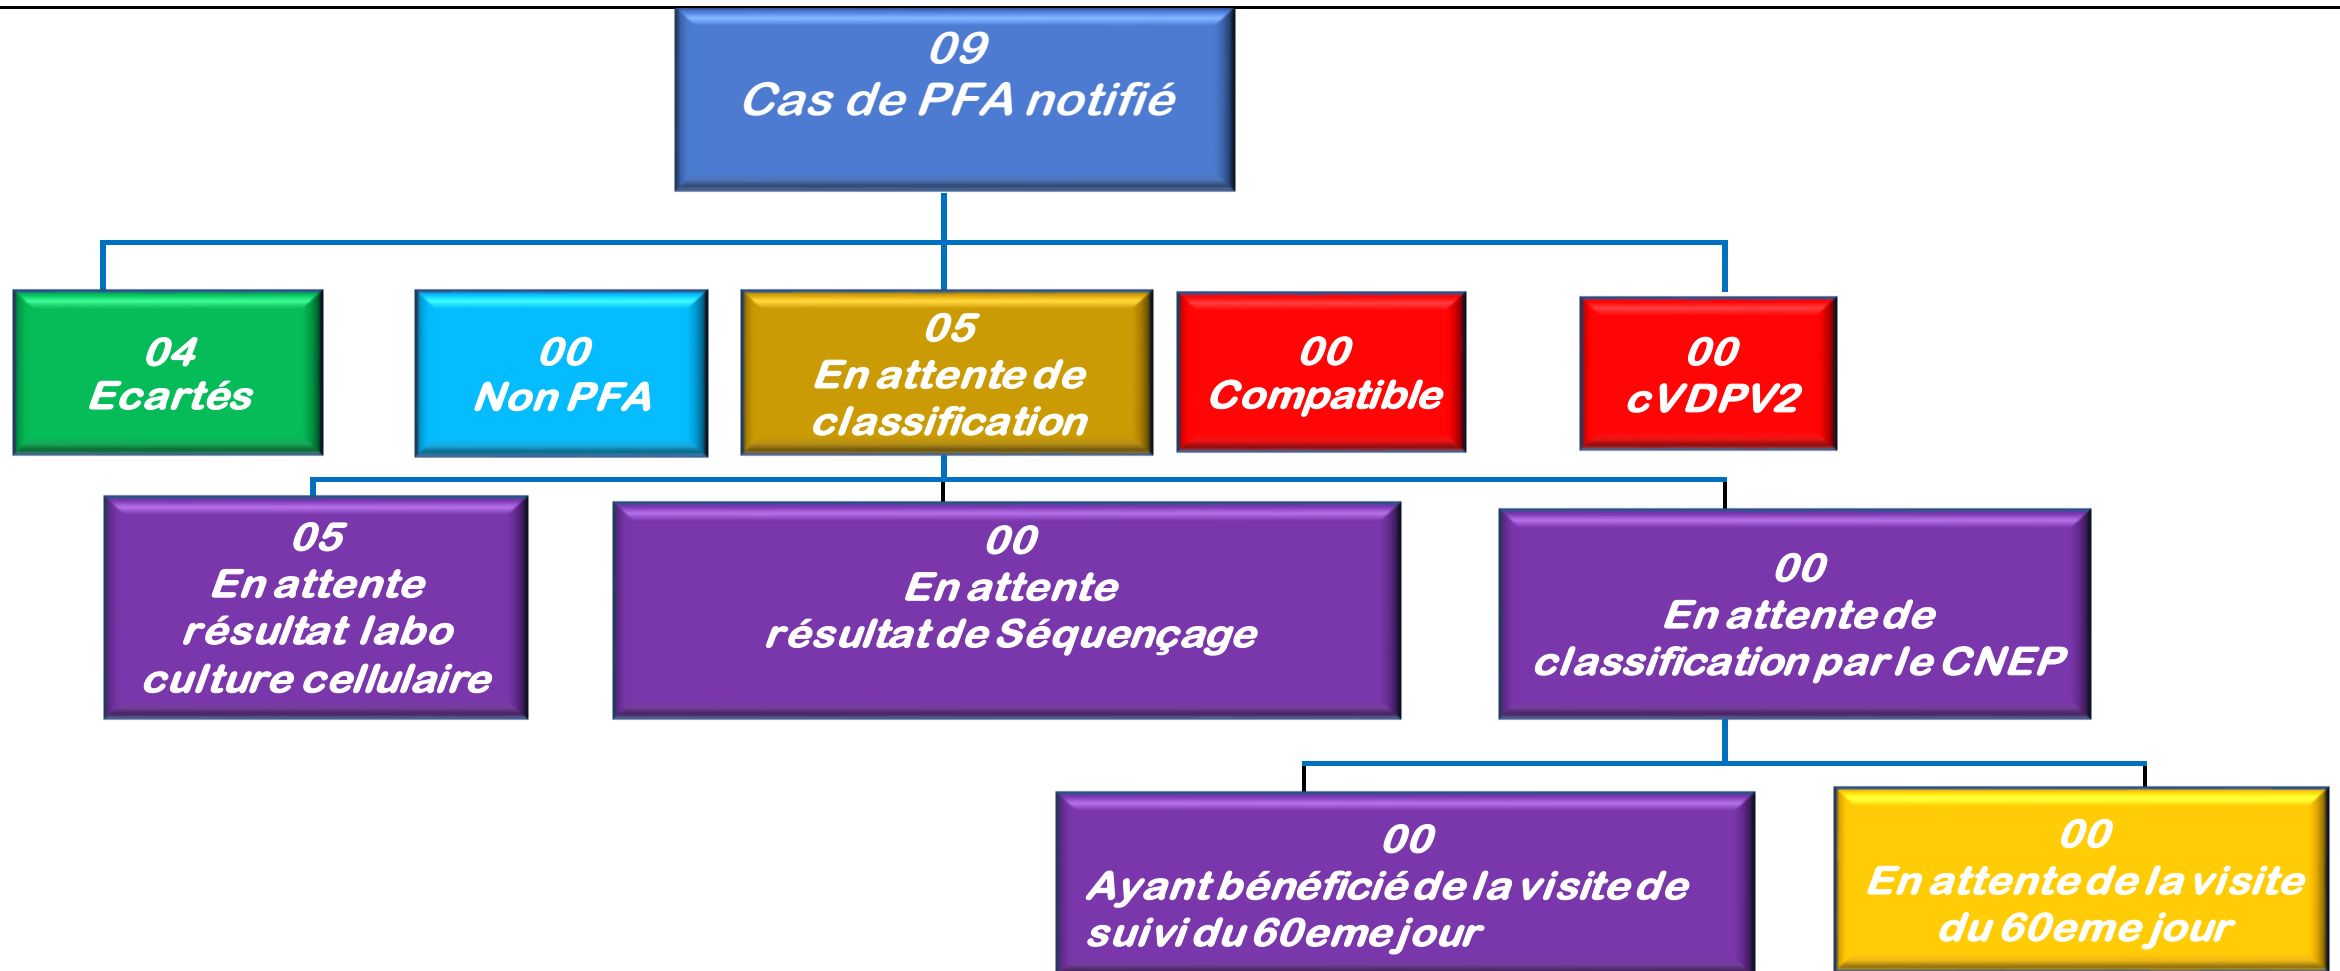 09
Cas de PFA notifié
04
Ecartés
00
Non PFA
05
En attente de
classification
00
Compatible
00
cVDPV2
05
En attente
résultat labo
culture cellulaire
00
En attente
résultat de Séquençage
00
En attente de
classification par le CNEP
00
Ayant bénéficié de la visite de
suivi du 60eme jour
00
En attente de la visite
du 60eme jour